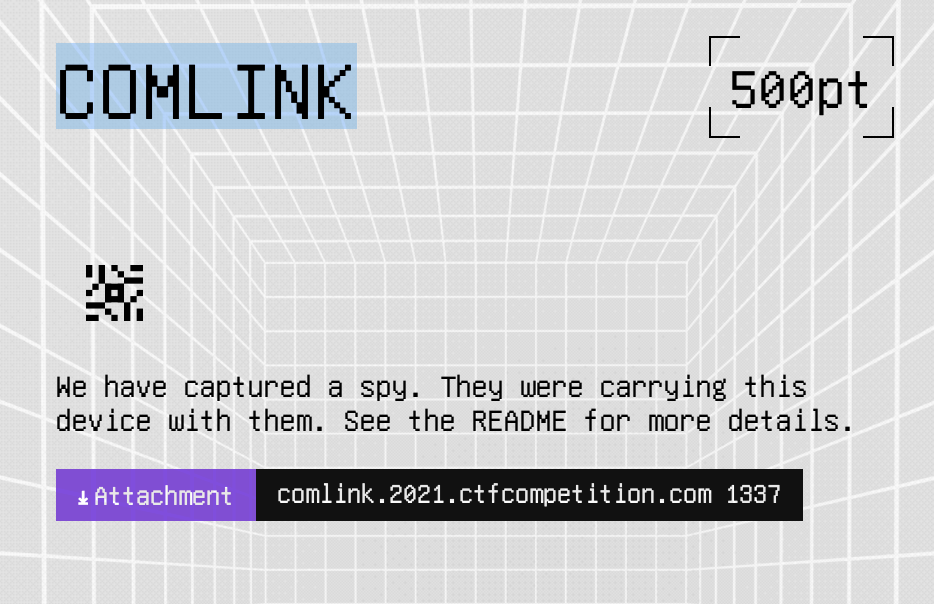 COMLINK
500pt
We have captured a spy. They were carrying this
device with them. See the README for more details.
Attachment
comlink.2021.ctfcompetition.com 1337